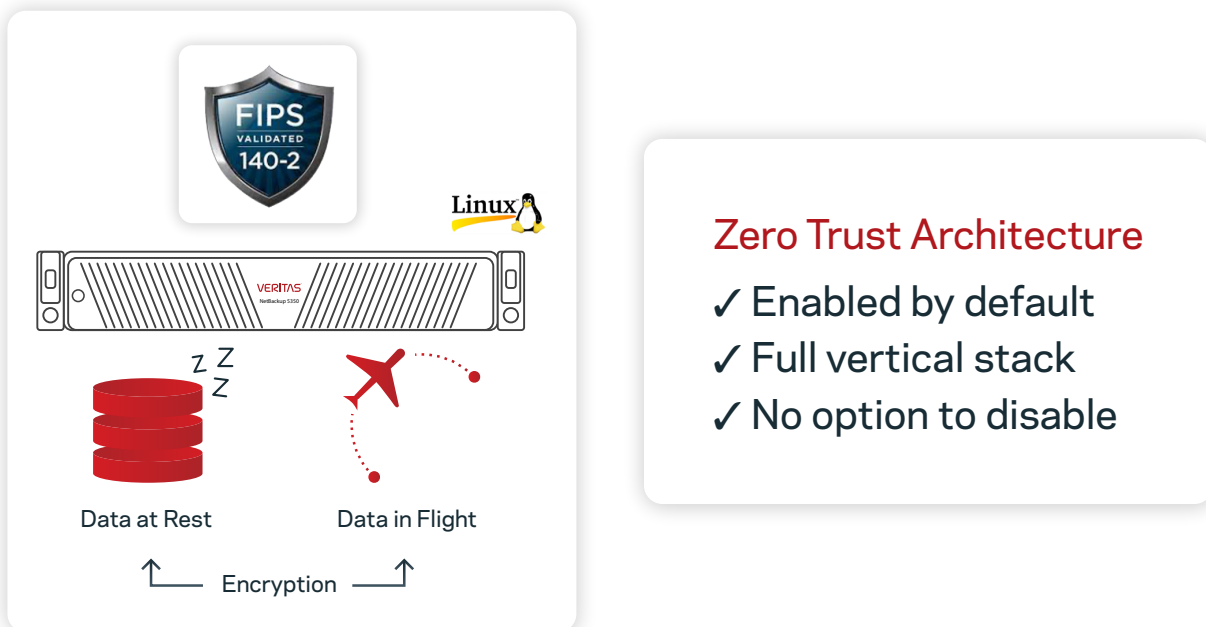 FIPS
VALIDATED
140-2
Linux
VERITAS
NetBackup 5350
z Z
Z
Data at Rest
Data in Flight
Encryption
Zero Trust Architecture
✓ Enabled by default
✓ Full vertical stack
✓ No option to disable